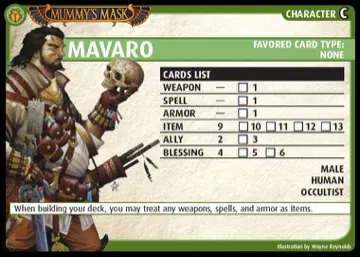 MUMMY'S MASK
CHARACTER C
MAVARO
FAVORED CARD TYPE:
NONE
CARDS LIST
WEAPON — □ 1
SPELL — □ 1
ARMOR — □ 1
ITEM 9 □ 10 □ 11 □ 12 □ 13
ALLY 2 □ 3
BLESSING 4 □ 5 □ 6
MALE
HUMAN
OCCULTIST
When building your deck, you may treat any weapons, spells, and armor as items.
Illustration by Wayne Reynolds